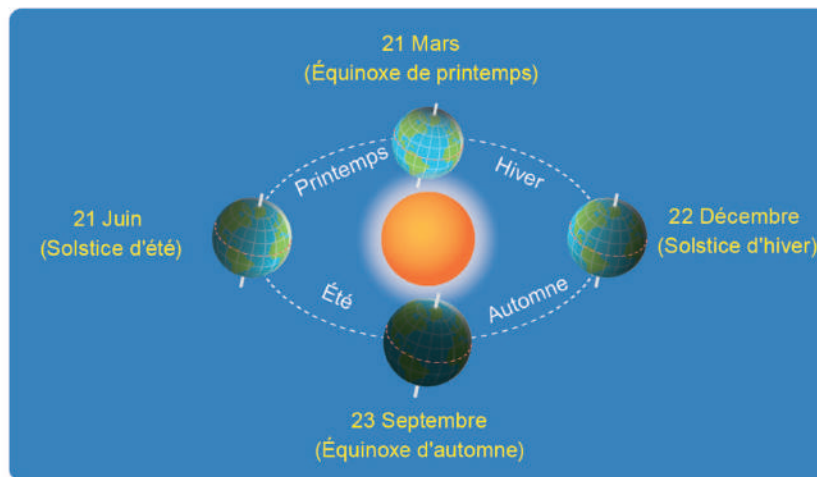 21 Mars
(Équinoxe de printemps)
Printemps
Hiver
21 Juin
(Solstice d'été)
22 Décembre
(Solstice d'hiver)
Été
Automne
23 Septembre
(Équinoxe d'automne)